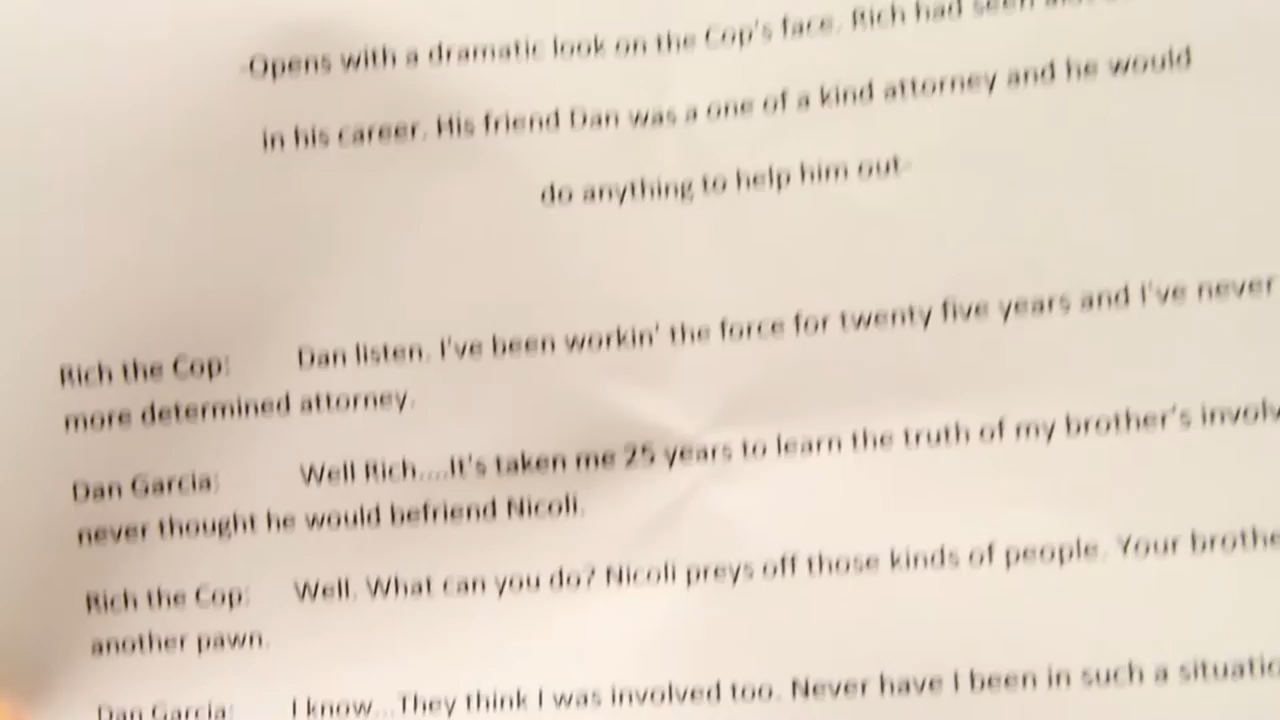 -Opens with a dramatic look on the Cop's face. Rich had seen
in his career. His friend Dan was a one of a kind attorney and he would
do anything to help him out-
Rich the Cop: Dan listen. I've been workin' the force for twenty five years and I've never
more determined attorney.
Dan Garcia: Well Rich....It's taken me 25 years to learn the truth of my brother's involv
never thought he would befriend Nicoli.
Rich the Cop: Well. What can you do? Nicoli preys off those kinds of people. Your brothe
another pawn.
Dan Garcia: I know...They think I was involved too. Never have I been in such a situatio